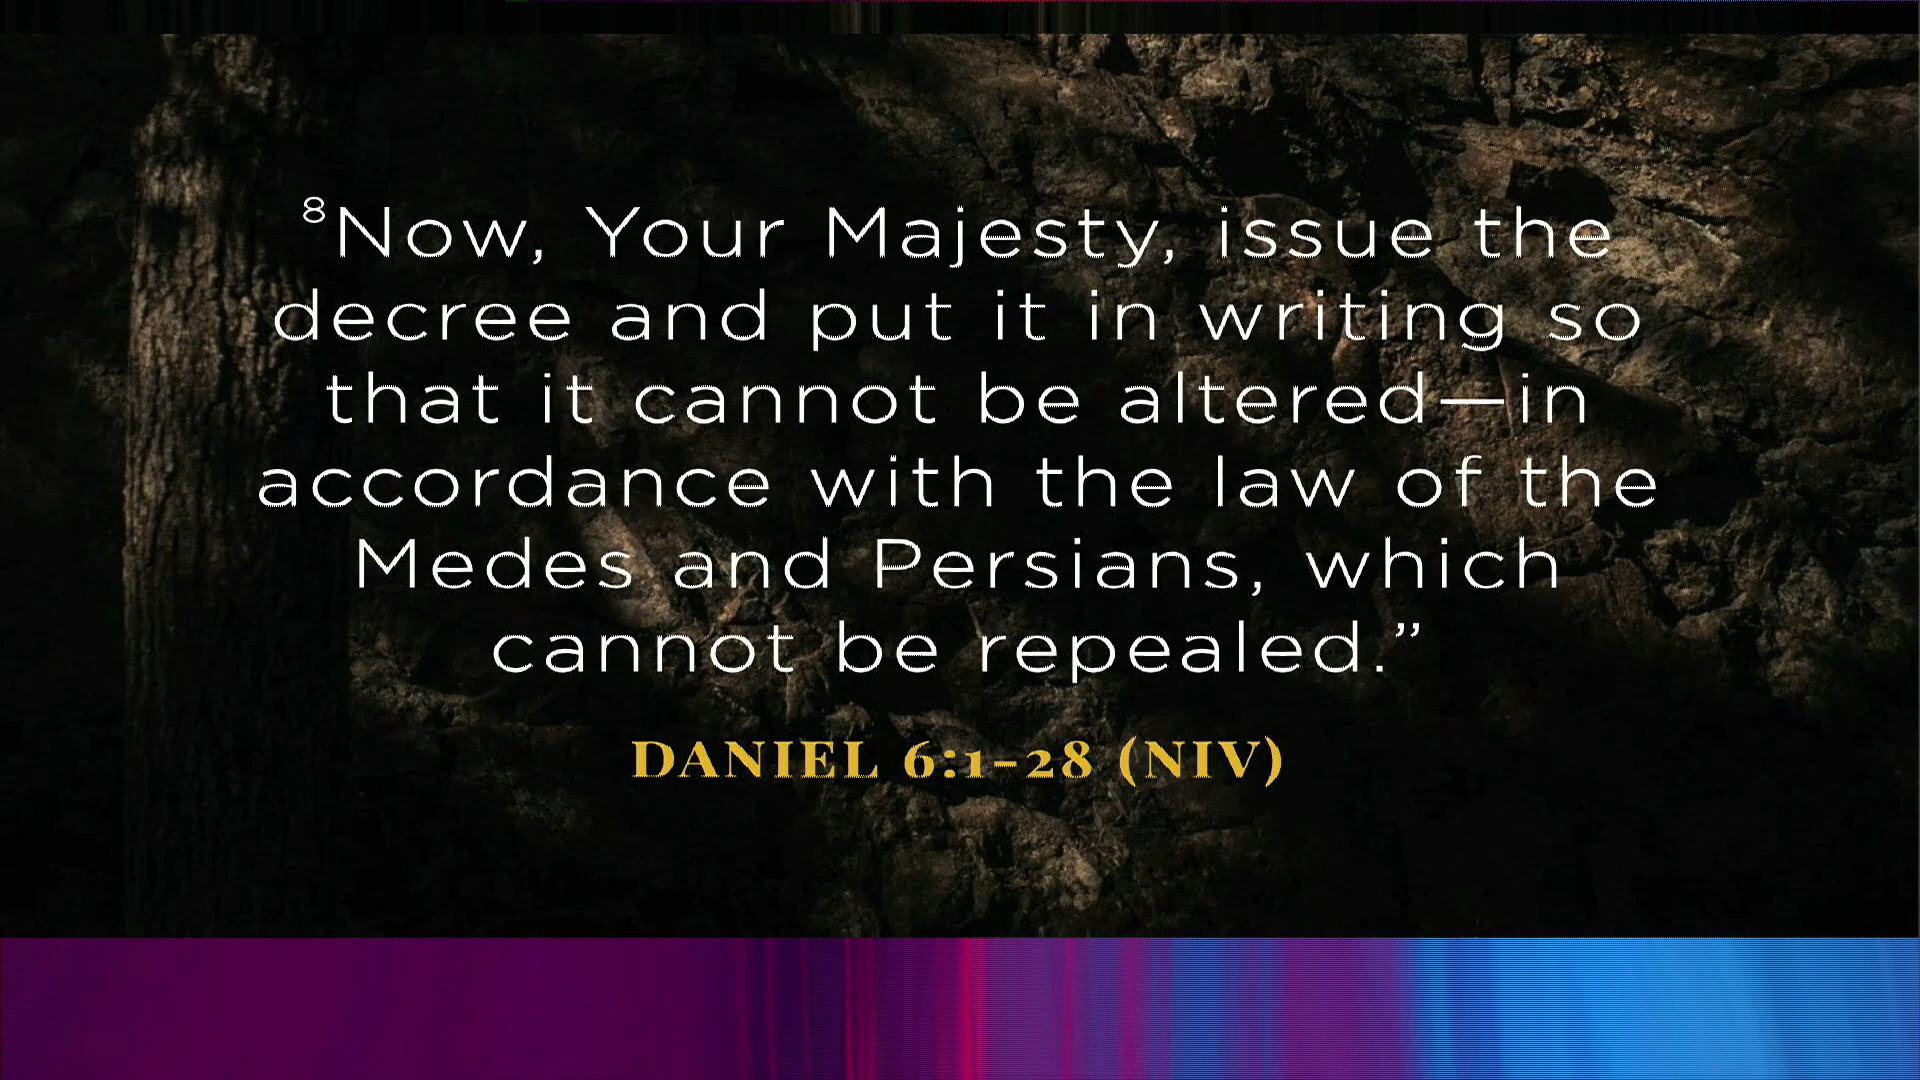 ⁸Now, Your Majesty, issue the
decree and put it in writing so
that it cannot be altered—in
accordance with the law of the
Medes and Persians, which
cannot be repealed.”
DANIEL 6:1–28 (NIV)